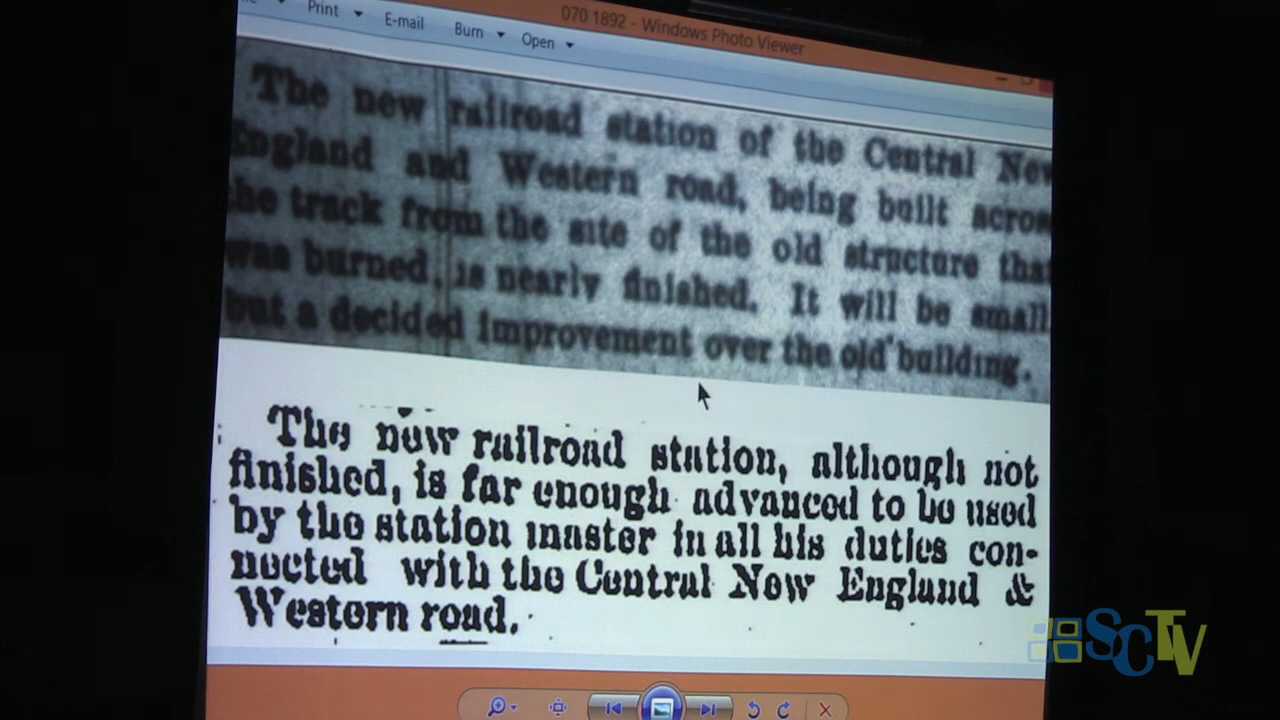 Print E-mail Burn Open
070 1892 - Windows Photo Viewer
The new railroad station of the Central New
England and Western road, being built across
the track from the site of the old structure that
was burned, is nearly finished. It will be small
but a decided improvement over the old building.
The new railroad station, although not
finished, is far enough advanced to be used
by the station master in all his duties con-
nected with the Central New England &
Western road.
SCTV